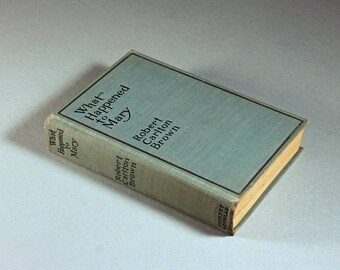 What
Happened
to
Mary
Robert
Carlton
Brown
What
Happened
to
Mary
Robert
Carlton
Brown